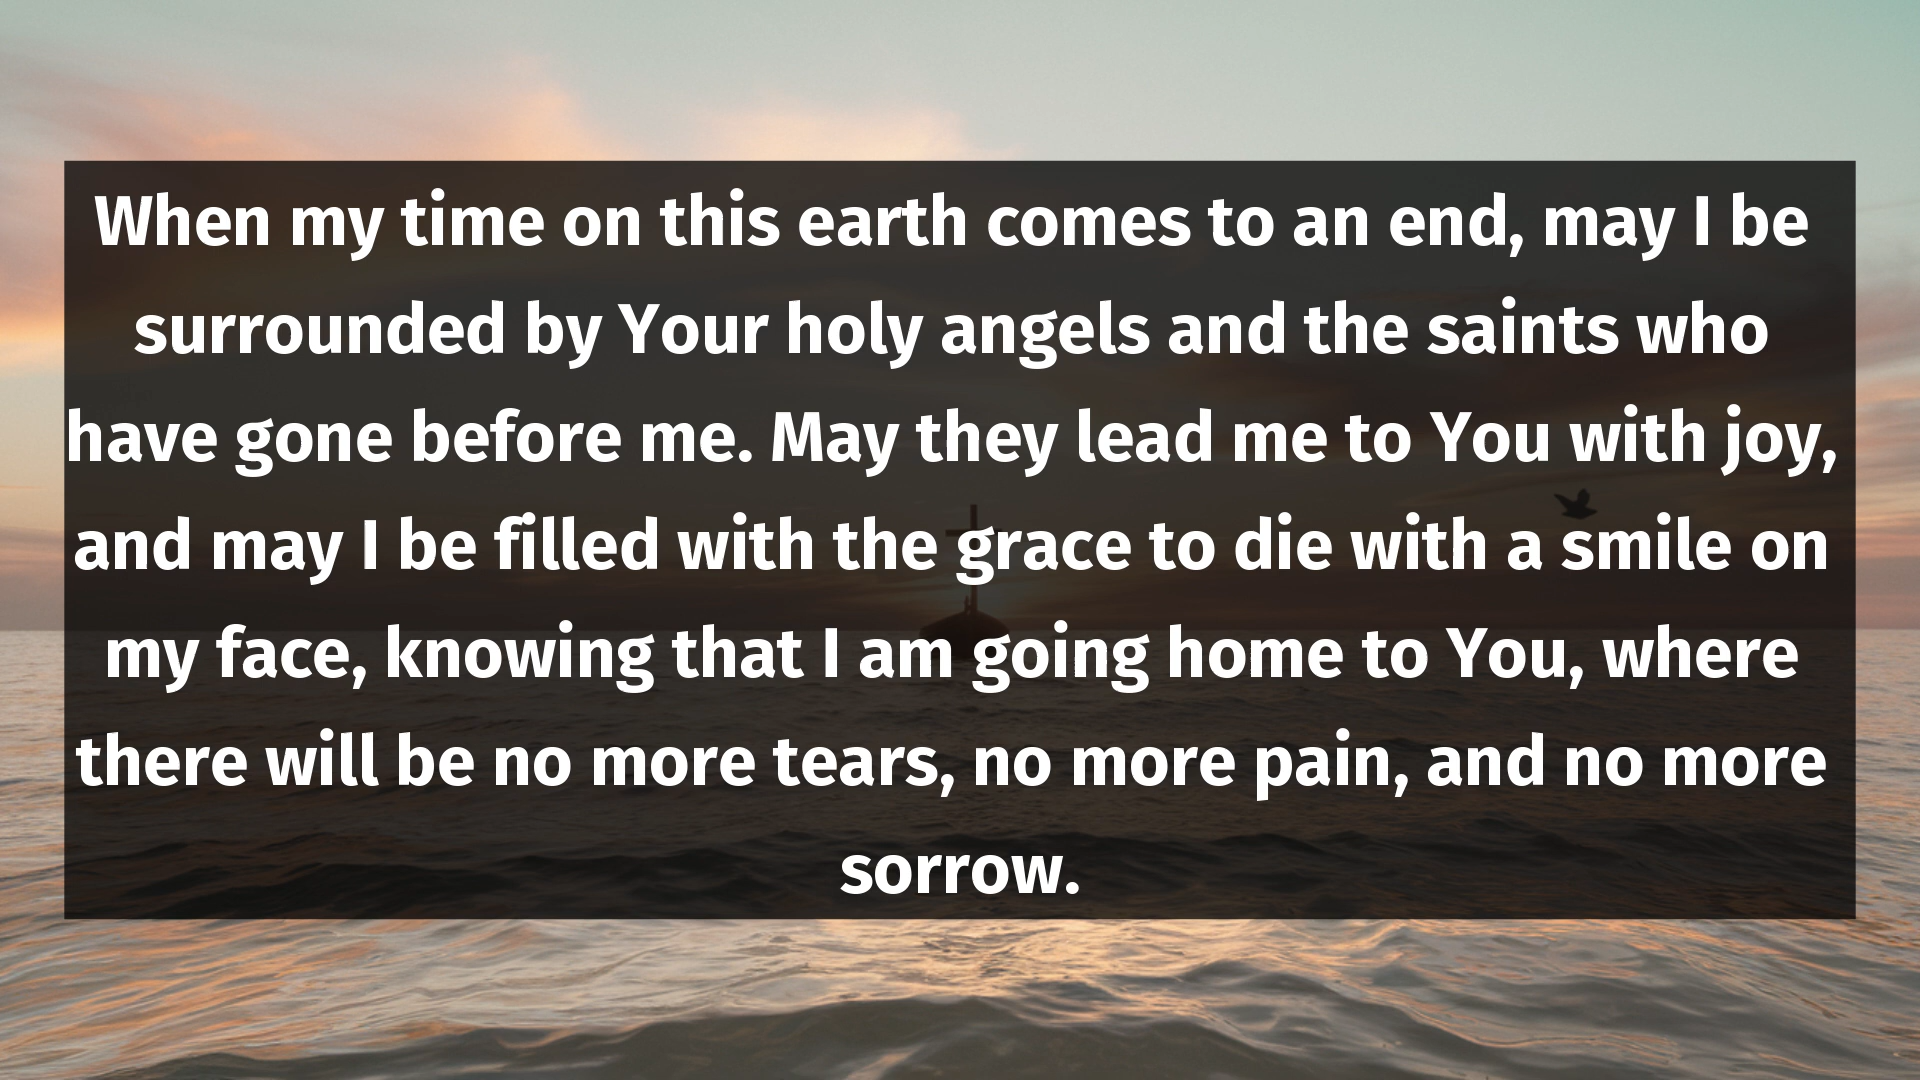 When my time on this earth comes to an end, may I be
surrounded by Your holy angels and the saints who
have gone before me. May they lead me to You with joy,
and may I be filled with the grace to die with a smile on
my face, knowing that I am going home to You, where
there will be no more tears, no more pain, and no more
sorrow.